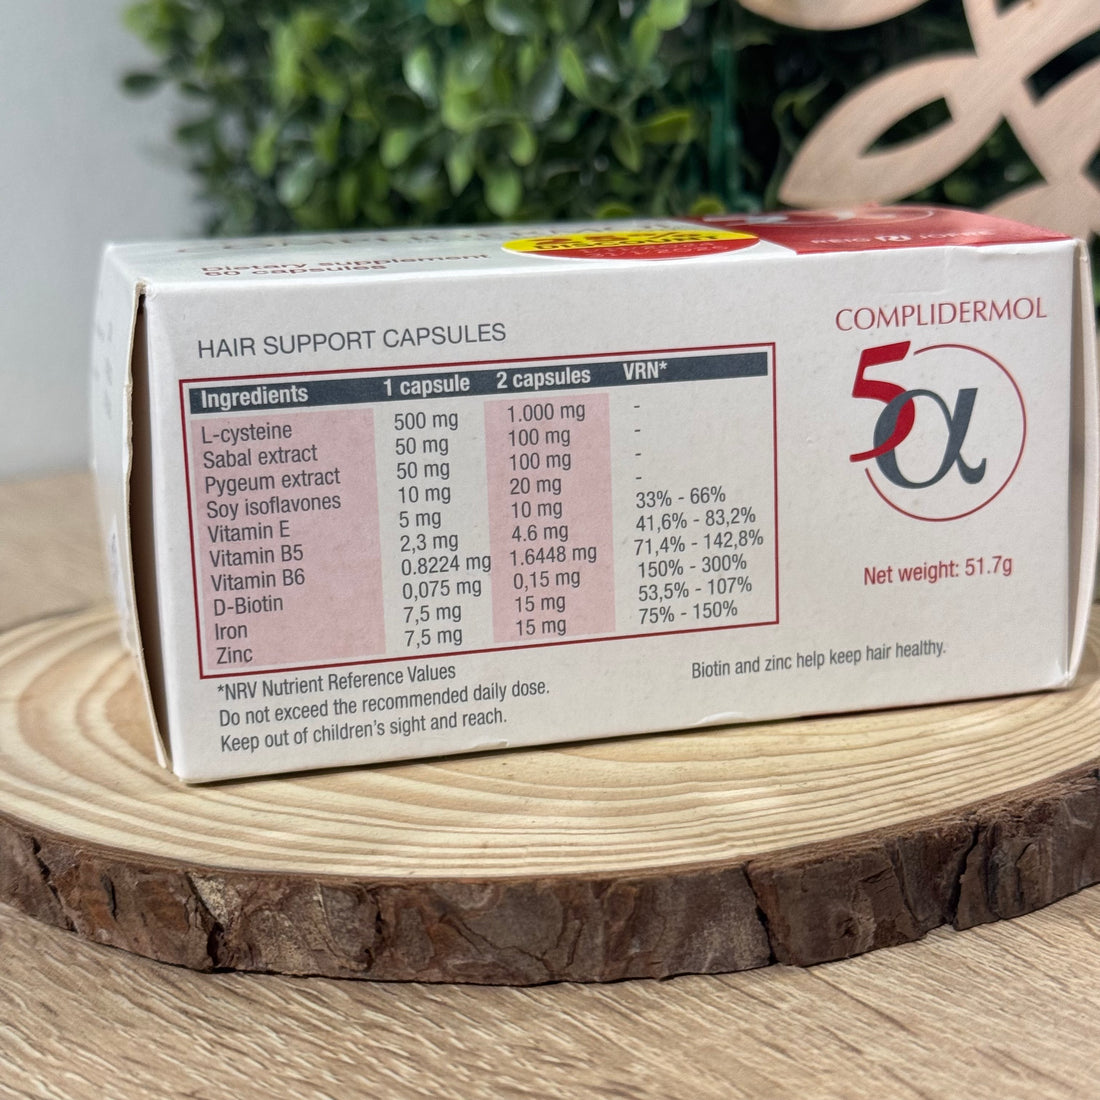 Dietary supplement
60 capsules
DISCOUNT
COMPLIDERMOL
5α
Net weight: 51.7g
HAIR SUPPORT CAPSULES
Ingredients 1 capsule 2 capsules VRN*
L-cysteine 500 mg 1.000 mg -
Sabal extract 50 mg 100 mg -
Pygeum extract 50 mg 100 mg -
Soy isoflavones 10 mg 20 mg -
Vitamin E 5 mg 10 mg 33% - 66%
Vitamin B5 2,3 mg 4.6 mg 41,6% - 83,2%
Vitamin B6 0.8224 mg 1.6448 mg 71,4% - 142,8%
D-Biotin 0,075 mg 0,15 mg 150% - 300%
Iron 7,5 mg 15 mg 53,5% - 107%
Zinc 7,5 mg 15 mg 75% - 150%
*NRV Nutrient Reference Values
Do not exceed the recommended daily dose.
Keep out of children's sight and reach.
Biotin and zinc help keep hair healthy.